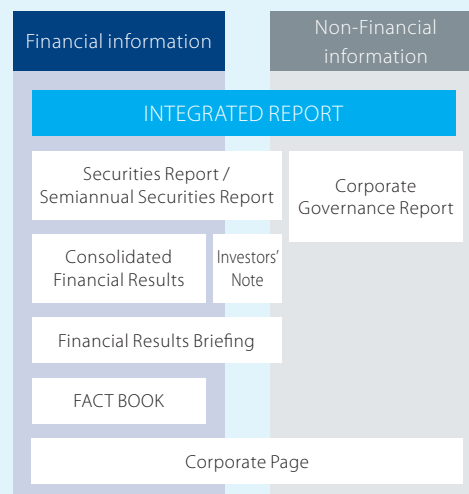 Financial information
Non-Financial
information
INTEGRATED REPORT
Securities Report /
Semiannual Securities Report
Corporate
Governance Report
Consolidated
Financial Results
Investors’
Note
Financial Results Briefing
FACT BOOK
Corporate Page